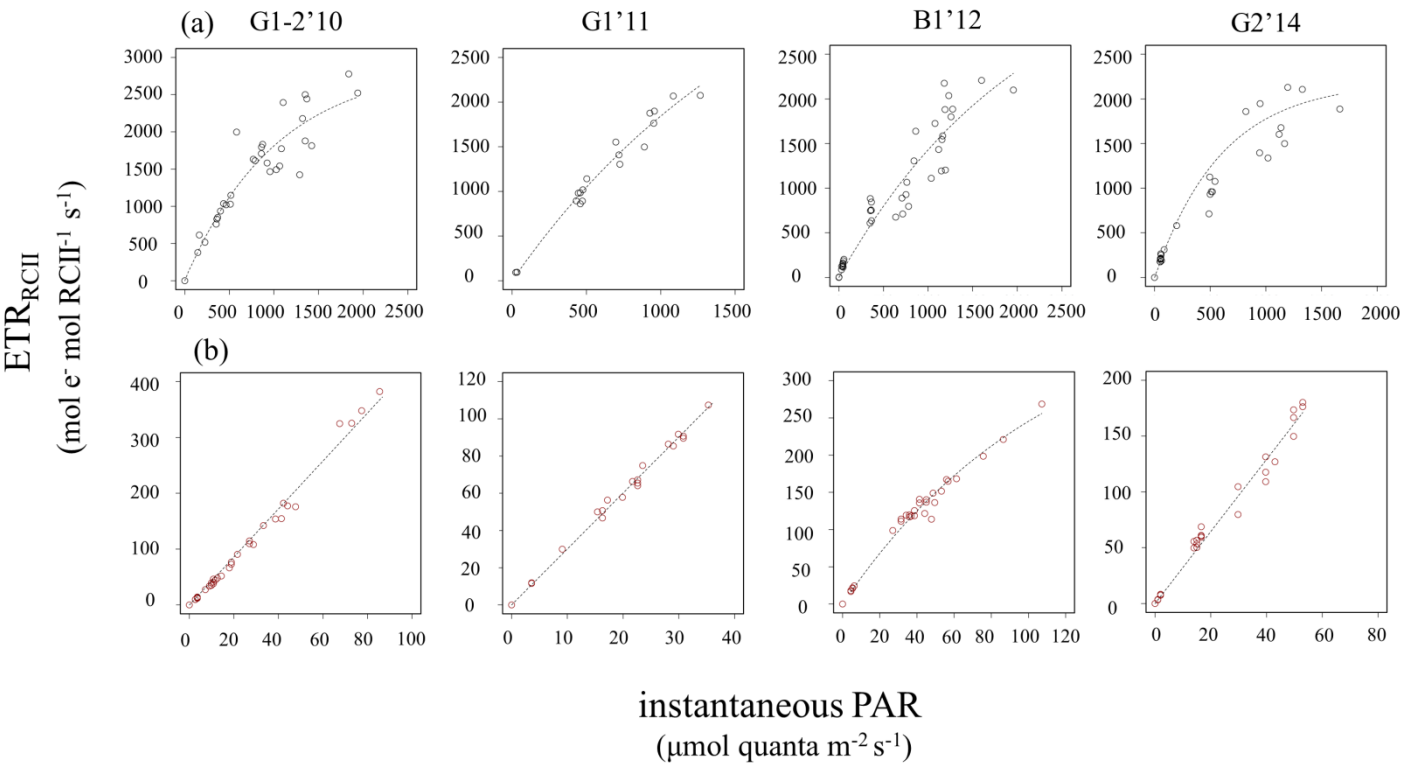 (a) G1-2’10 G1’11 B1’12 G2’14
3000 2500 2000 1500 1000 500 0
0 500 1000 1500 2000 2500
2500 2000 1500 1000 500 0
0 500 1000 1500
2500 2000 1500 1000 500 0
0 500 1000 1500 2000 2500
2500 2000 1500 1000 500 0
0 500 1000 1500 2000
ETR_RCII
(mol e⁻ mol RCII⁻¹ s⁻¹)
(b)
400 300 200 100 0
0 20 40 60 80 100
120 100 80 60 40 20 0
0 10 20 30 40
300 250 200 150 100 50 0
0 20 40 60 80 100 120
200 150 100 50 0
0 20 40 60 80
instantaneous PAR
(μmol quanta m⁻² s⁻¹)